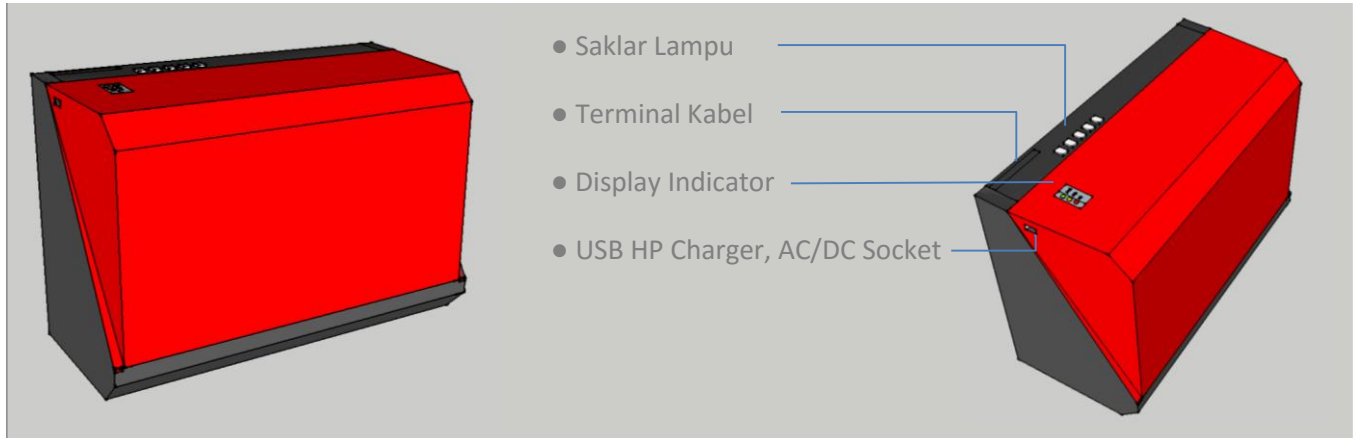 ● Saklar Lampu
● Terminal Kabel
● Display Indicator
● USB HP Charger, AC/DC Socket